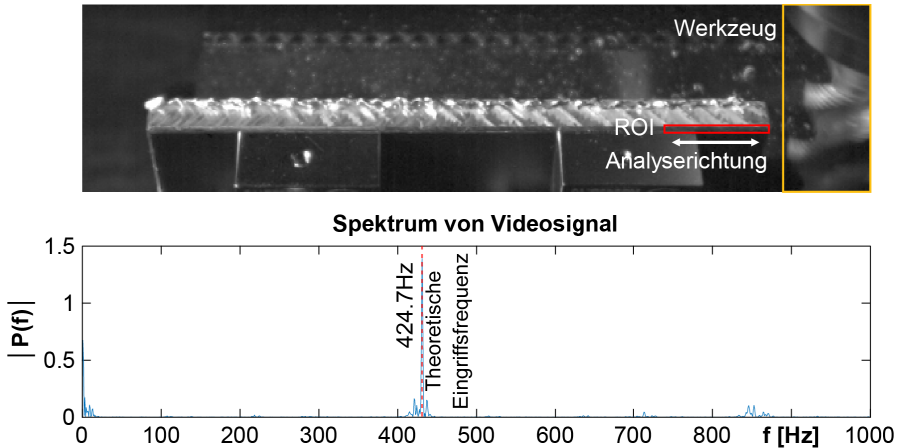 Werkzeug
ROI
Analyserichtung
Spektrum von Videosignal
|P(f)|
1.5
1
0.5
0
424.7Hz
Theoretische
Eingriffsfrequenz
0 100 200 300 400 500 600 700 800 f [Hz] 1000